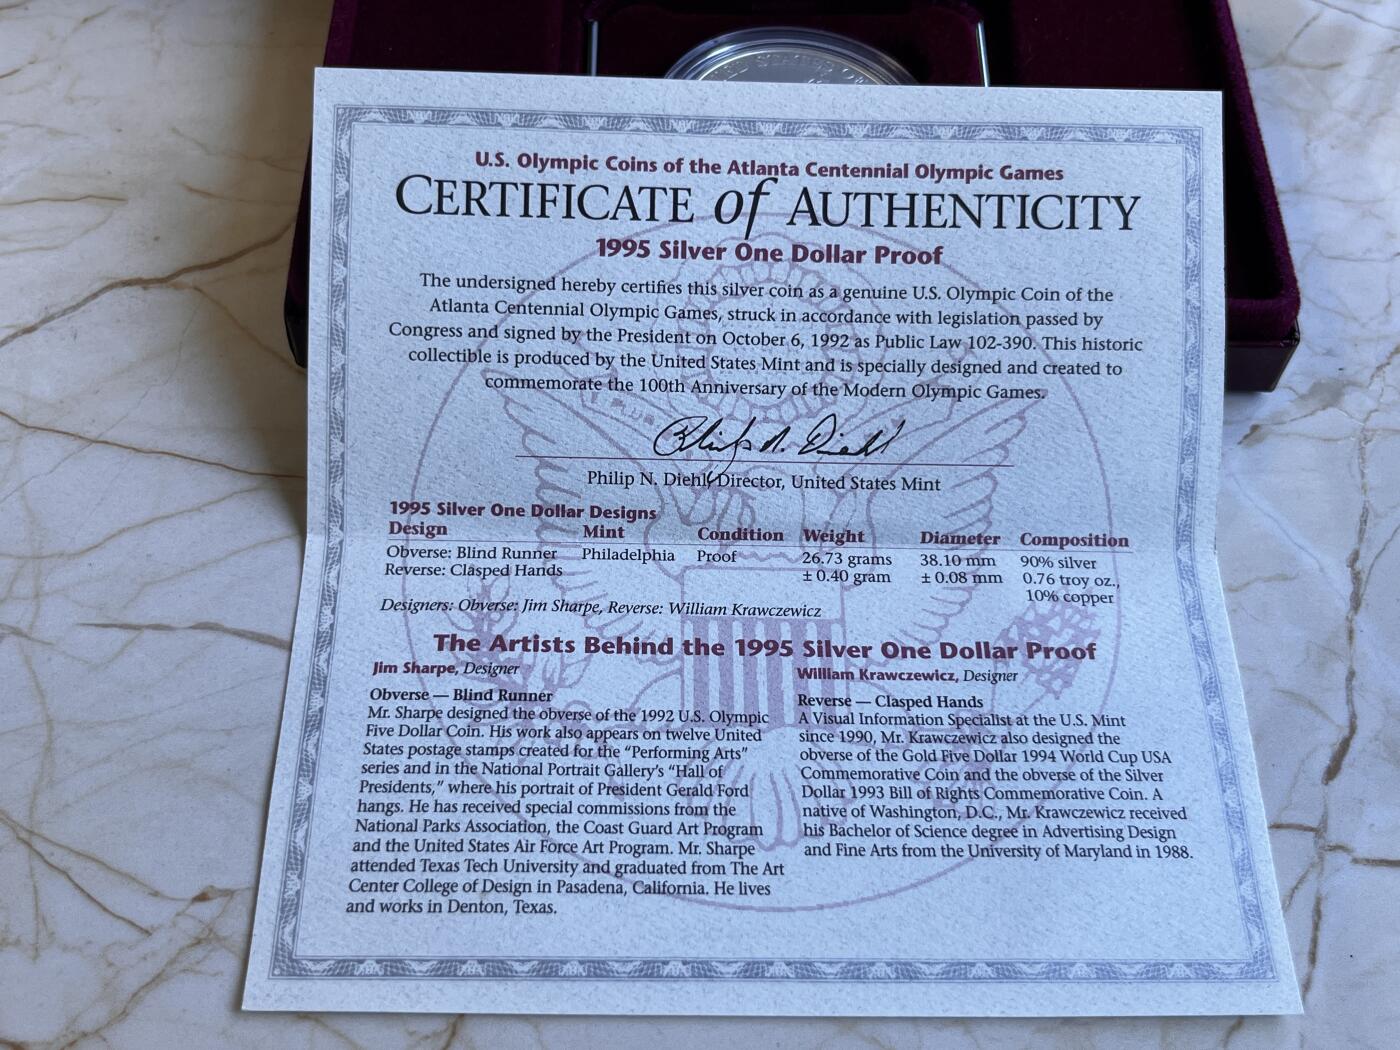 U.S. Olympic Coins of the Atlanta Centennial Olympic Games
CERTIFICATE of AUTHENTICITY
1995 Silver One Dollar Proof
The undersigned hereby certifies this silver coin as a genuine U.S. Olympic Coin of the
Atlanta Centennial Olympic Games, struck in accordance with legislation passed by
Congress and signed by the President on October 6, 1992 as Public Law 102-390. This historic
collectible is produced by the United States Mint and is specially designed and created to
commemorate the 100th Anniversary of the Modern Olympic Games.
Philip N. Diehl
Philip N. Diehl, Director, United States Mint
1995 Silver One Dollar Designs
Design Mint Condition Weight Diameter Composition
Obverse: Blind Runner Philadelphia Proof 26.73 grams 38.10 mm 90% silver
Reverse: Clasped Hands ± 0.40 gram ± 0.08 mm 0.76 troy oz.,
10% copper
Designers: Obverse: Jim Sharpe, Reverse: William Krawczewicz
The Artists Behind the 1995 Silver One Dollar Proof
Jim Sharpe, Designer
Obverse — Blind Runner
Mr. Sharpe designed the obverse of the 1992 U.S. Olympic
Five Dollar Coin. His work also appears on twelve United
States postage stamps created for the “Performing Arts”
series and in the National Portrait Gallery’s “Hall of
Presidents,” where his portrait of President Gerald Ford
hangs. He has received special commissions from the
National Parks Association, the Coast Guard Art Program
and the United States Air Force Art Program. Mr. Sharpe
attended Texas Tech University and graduated from The Art
Center College of Design in Pasadena, California. He lives
and works in Denton, Texas.
William Krawczewicz, Designer
Reverse — Clasped Hands
A Visual Information Specialist at the U.S. Mint
since 1990, Mr. Krawczewicz also designed the
obverse of the Gold Five Dollar 1994 World Cup USA
Commemorative Coin and the obverse of the Silver
Dollar 1993 Bill of Rights Commemorative Coin. A
native of Washington, D.C., Mr. Krawczewicz received
his Bachelor of Science degree in Advertising Design
and Fine Arts from the University of Maryland in 1988.